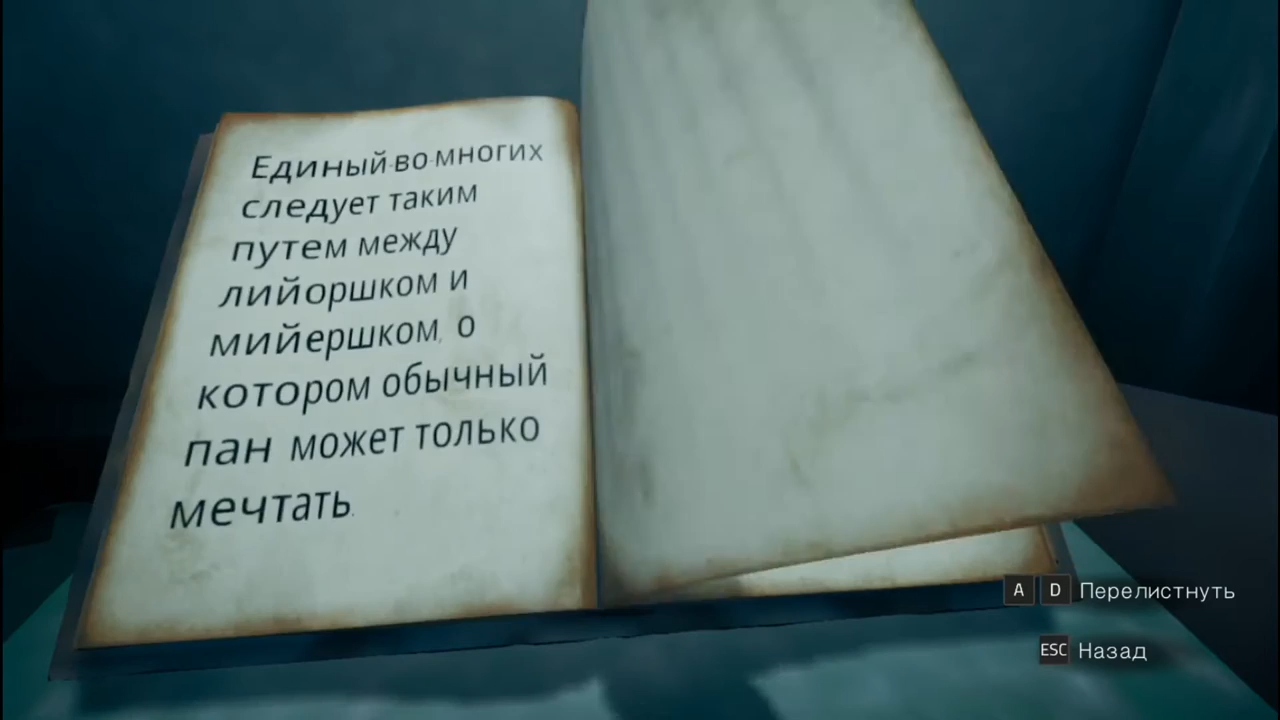 Единый-во-многих
следует таким
путем между
лийоршком и
мийершком, о
котором обычный
пан может только
мечтать.
A D Перелистнуть
ESC Назад